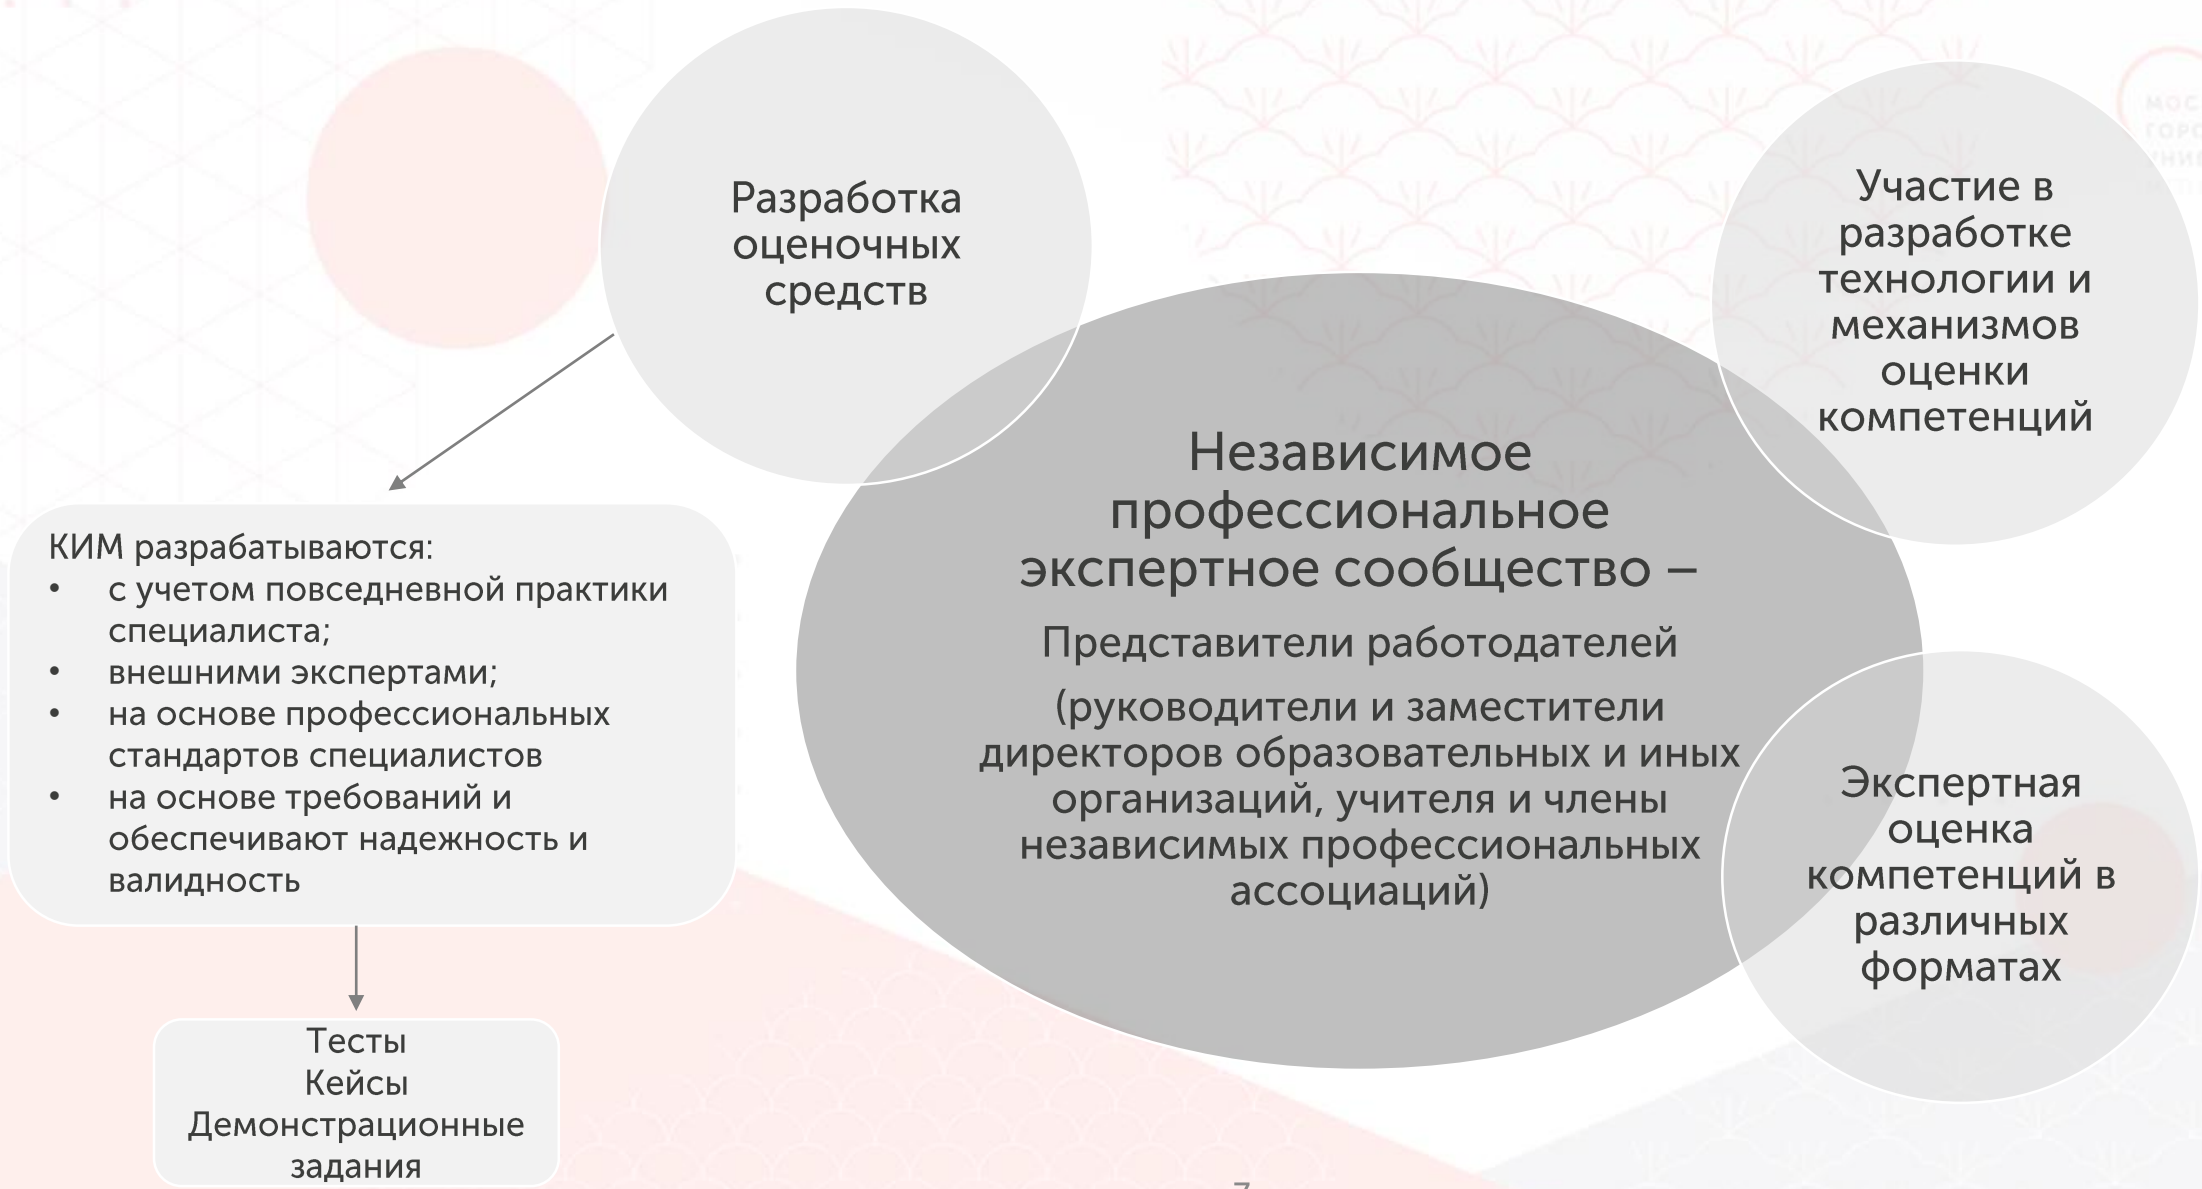 Разработка
оценочных
средств
Участие в
разработке
технологии и
механизмов
оценки
компетенций
Независимое
профессиональное
экспертное сообщество –
Представители работодателей
(руководители и заместители
директоров образовательных и иных
организаций, учителя и члены
независимых профессиональных
ассоциаций)
Экспертная
оценка
компетенций в
различных
форматах
КИМ разрабатываются:
• с учетом повседневной практики
специалиста;
• внешними экспертами;
• на основе профессиональных
стандартов специалистов
• на основе требований и
обеспечивают надежность и
валидность
Тесты
Кейсы
Демонстрационные
задания